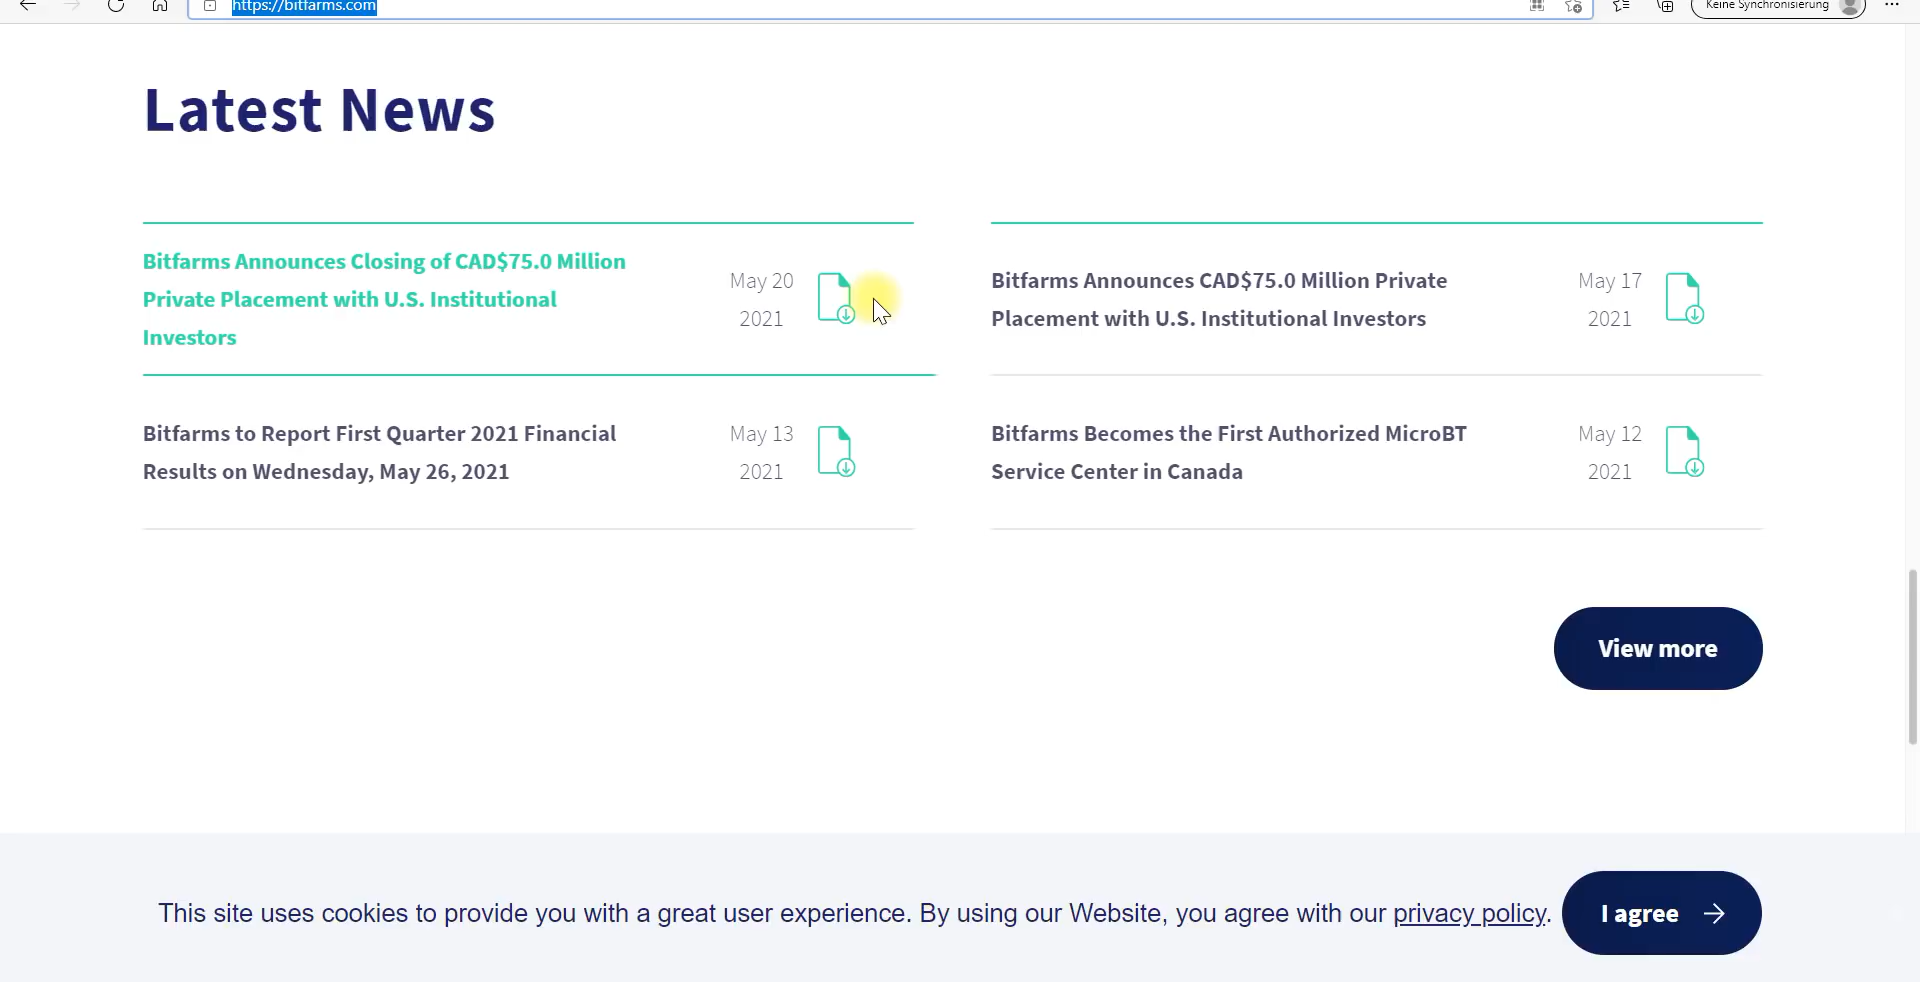 https://bitfarms.com
Keine Synchronisierung
Latest News
Bitfarms Announces Closing of CAD$75.0 Million
Private Placement with U.S. Institutional
Investors
May 20
2021
Bitfarms Announces CAD$75.0 Million Private
Placement with U.S. Institutional Investors
May 17
2021
Bitfarms to Report First Quarter 2021 Financial
Results on Wednesday, May 26, 2021
May 13
2021
Bitfarms Becomes the First Authorized MicroBT
Service Center in Canada
May 12
2021
View more
This site uses cookies to provide you with a great user experience. By using our Website, you agree with our privacy policy.
I agree